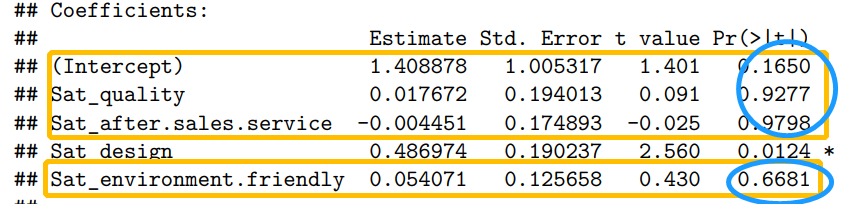 ## Coefficients:
## Estimate Std. Error t value Pr(>|t|)
## (Intercept) 1.408878 1.005317 1.401 0.1650
## Sat_quality 0.017672 0.194013 0.091 0.9277
## Sat_after.sales.service -0.004451 0.174893 -0.025 0.9798
## Sat_design 0.486974 0.190237 2.560 0.0124 *
## Sat_environment.friendly 0.054071 0.125658 0.430 0.6681
##